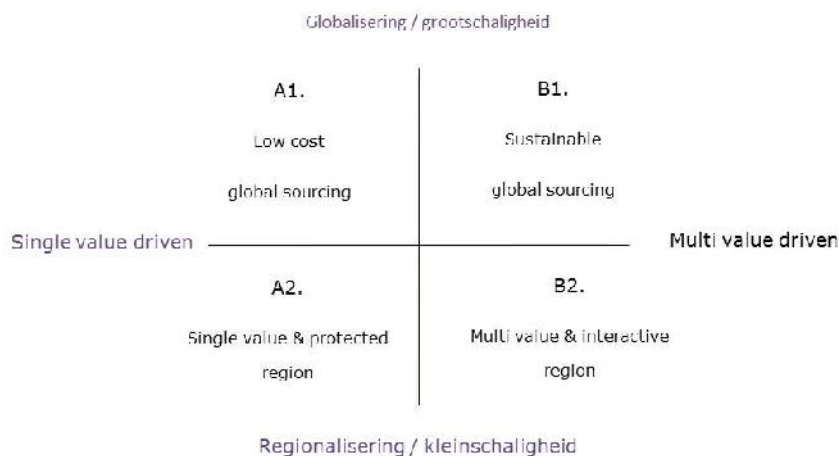 Globalisering / grootschaligheid
A1.
B1.
Low cost
Sustainable
global sourcing
global sourcing
Single value driven
Multi value driven
A2.
B2.
Single value & protected
Multi value & interactive
region
region
Regionalisering / kleinschaligheid